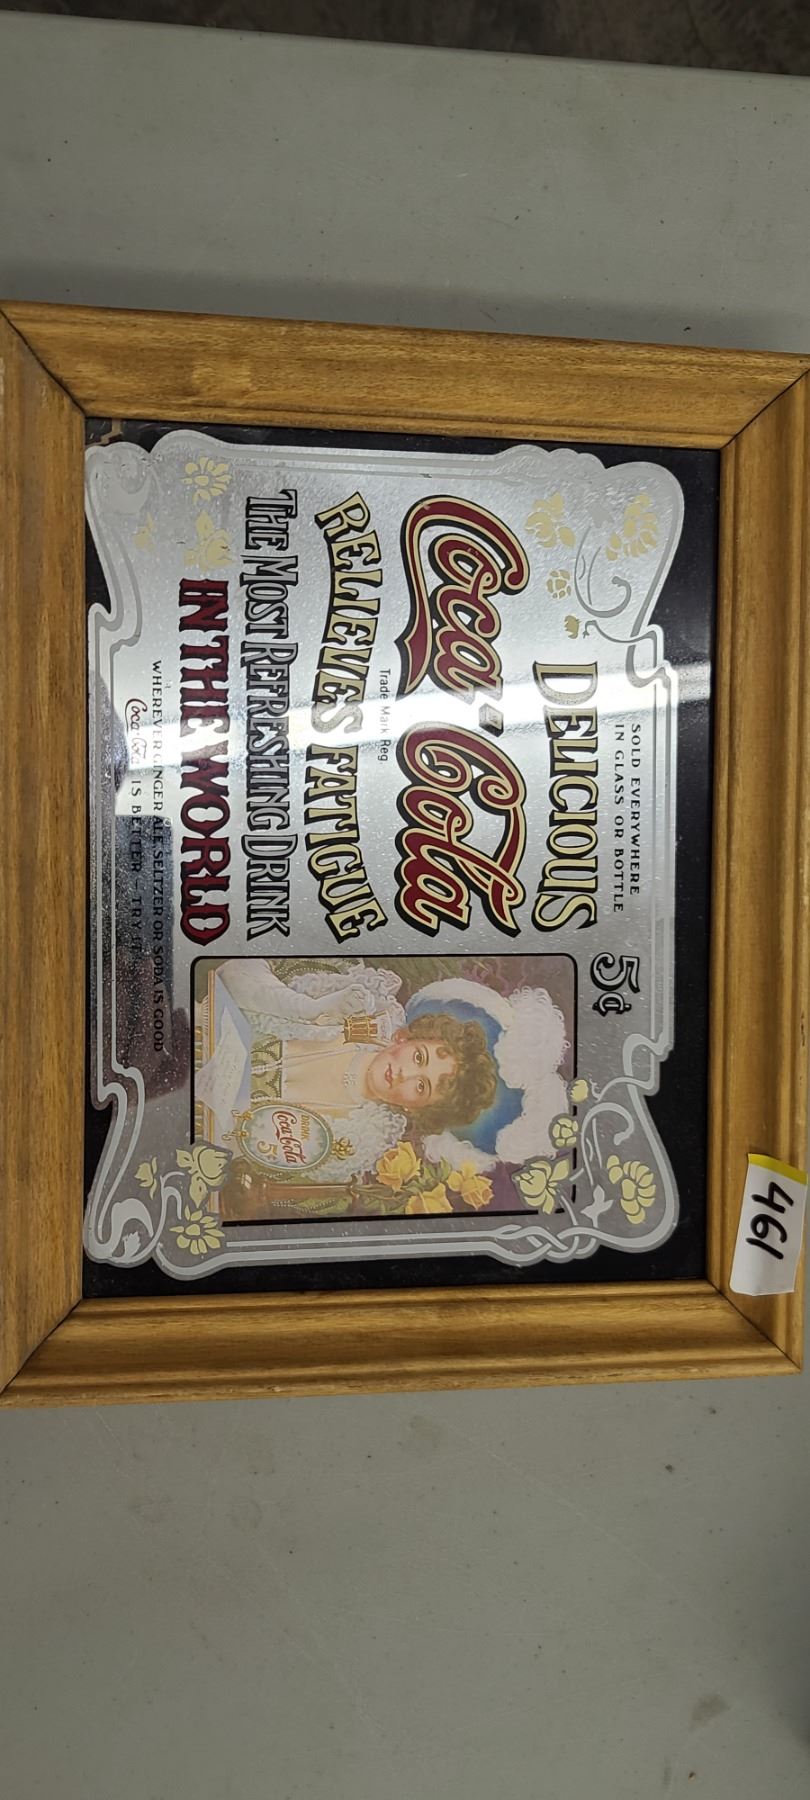 SOLD EVERYWHERE
IN GLASS OR BOTTLE
5¢
DELICIOUS
Coca-Cola
Trade Mark Reg.
RELIEVES FATIGUE
THE MOST REFRESHING DRINK
IN THE WORLD
WHEREVER GINGER ALE, SELTZER OR SODA IS GOOD
Coca-Cola IS BETTER - TRY IT
DRINK
Coca-Cola
5¢
461